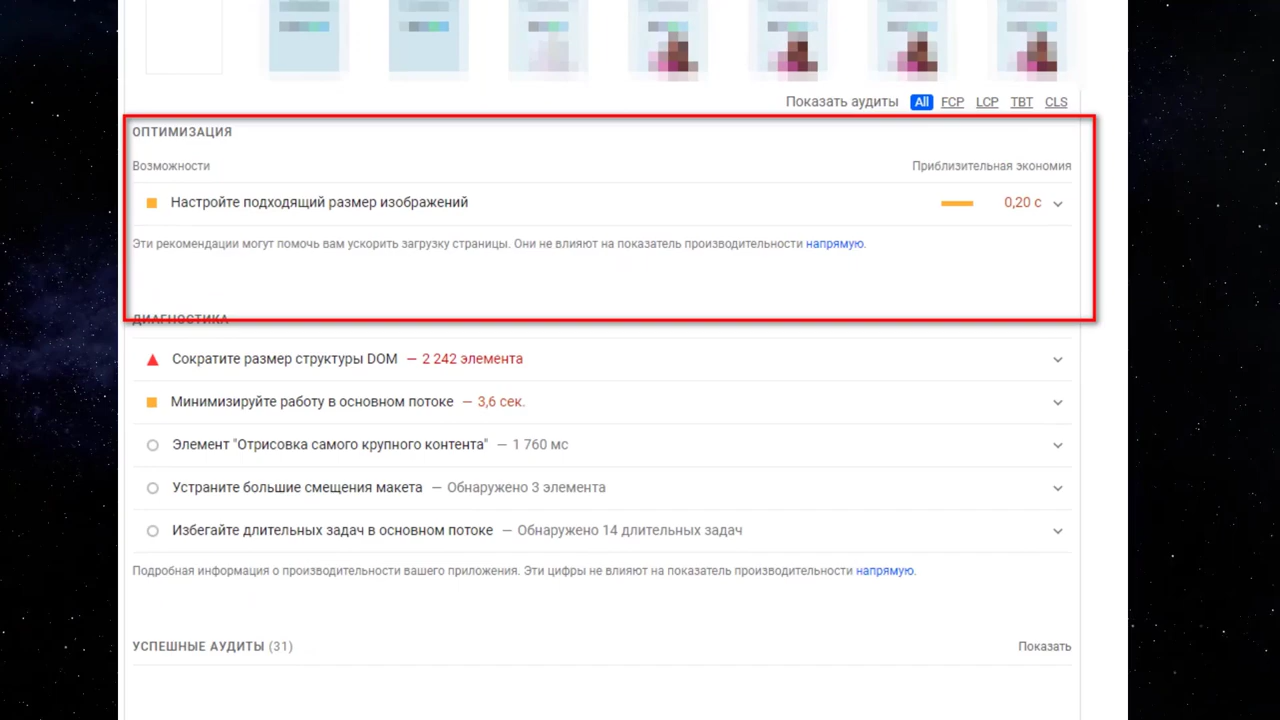 Показать аудиты All FCP LCP TBT CLS
ОПТИМИЗАЦИЯ
Возможности Приблизительная экономия
Настройте подходящий размер изображений 0,20 с
Эти рекомендации могут помочь вам ускорить загрузку страницы. Они не влияют на показатель производительности напрямую.
ДИАГНОСТИКА
Сократите размер структуры DOM — 2 242 элемента
Минимизируйте работу в основном потоке — 3,6 сек.
Элемент "Отрисовка самого крупного контента" — 1 760 мс
Устраните большие смещения макета — Обнаружено 3 элемента
Избегайте длительных задач в основном потоке — Обнаружено 14 длительных задач
Подробная информация о производительности вашего приложения. Эти цифры не влияют на показатель производительности напрямую.
УСПЕШНЫЕ АУДИТЫ (31) Показать